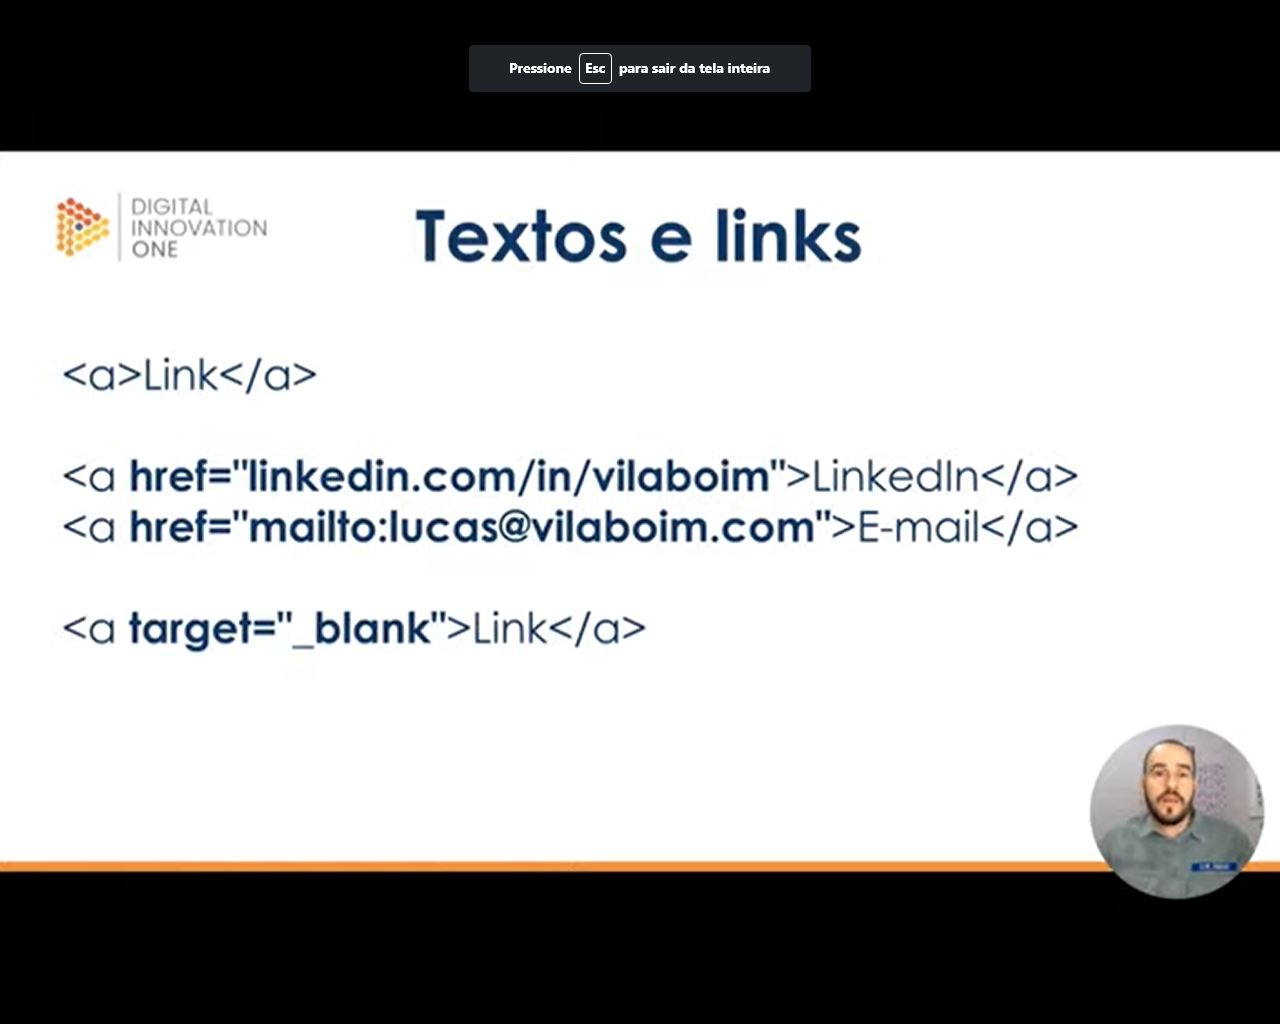 Pressione Esc para sair da tela inteira
DIGITAL
INNOVATION
ONE
Textos e links
<a>Link</a>
<a href="linkedin.com/in/vilaboim">LinkedIn</a>
<a href="mailto:lucas@vilaboim.com">E-mail</a>
<a target="_blank">Link</a>